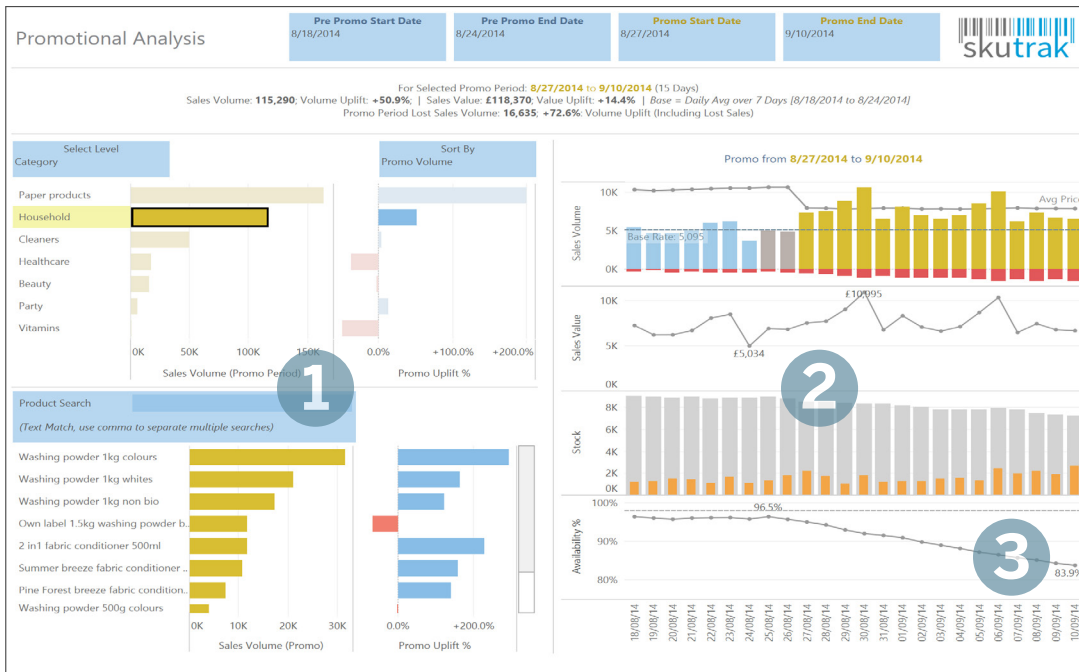 Promotional Analysis
Pre Promo Start Date
8/18/2014
Pre Promo End Date
8/24/2014
Promo Start Date
8/27/2014
Promo End Date
9/10/2014
skutrak
For Selected Promo Period: 8/27/2014 to 9/10/2014 (15 Days)
Sales Volume: 115,290; Volume Uplift: +50.9%; | Sales Value: £118,370; Value Uplift: +14.4% | Base = Daily Avg over 7 Days [8/18/2014 to 8/24/2014]
Promo Period Lost Sales Volume: 16,635; +72.6%: Volume Uplift (Including Lost Sales)
Select Level
Category
Sort By
Promo Volume
Paper products
Household
Cleaners
Healthcare
Beauty
Party
Vitamins
0K 50K 100K 150K
Sales Volume (Promo Period)
0.0% +100.0% +200.0%
Promo Uplift %
1
Product Search
(Text Match, use comma to separate multiple searches)
Washing powder 1kg colours
Washing powder 1kg whites
Washing powder 1kg non bio
Own label 1.5kg washing powder b..
2 in1 fabric conditioner 500ml
Summer breeze fabric conditioner ..
Pine Forest breeze fabric condition..
Washing powder 500g colours
0K 10K 20K 30K
Sales Volume (Promo)
0.0% +200.0%
Promo Uplift %
Promo from 8/27/2014 to 9/10/2014
Sales Volume
10K
5K
0K
Avg Price
Base Rate: 5,095
Sales Value
10K
5K
0K
£10,995
£5,034
2
Stock
8K
6K
4K
2K
0K
Availability %
100%
90%
80%
96.5%
83.9%
3
18/08/14
19/08/14
20/08/14
21/08/14
22/08/14
23/08/14
24/08/14
25/08/14
26/08/14
27/08/14
28/08/14
29/08/14
30/08/14
31/08/14
01/09/14
02/09/14
03/09/14
04/09/14
05/09/14
06/09/14
07/09/14
08/09/14
09/09/14
10/09/14